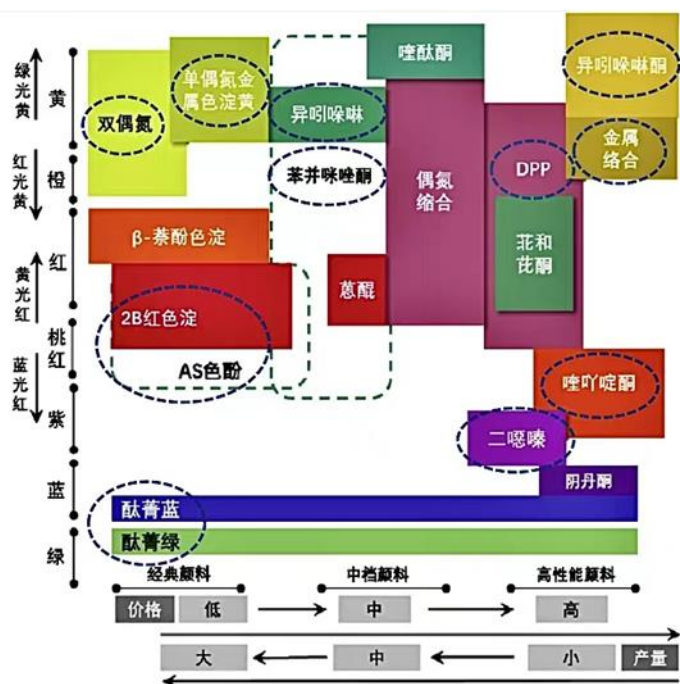 绿光黄
红光黄
黄光红
蓝光红
黄
橙
红
桃红
紫
蓝
绿
双偶氮
单偶氮金
属色淀黄
异吲哚啉
苯并咪唑酮
喹酞酮
偶氮
缩合
DPP
苝和
芘酮
异吲哚啉酮
金属
络合
β-萘酚色淀
2B红色淀
AS色酚
蒽醌
喹吖啶酮
二噁嗪
阴丹酮
酞菁蓝
酞菁绿
经典颜料
中档颜料
高性能颜料
价格
低
中
高
大
中
小
产量